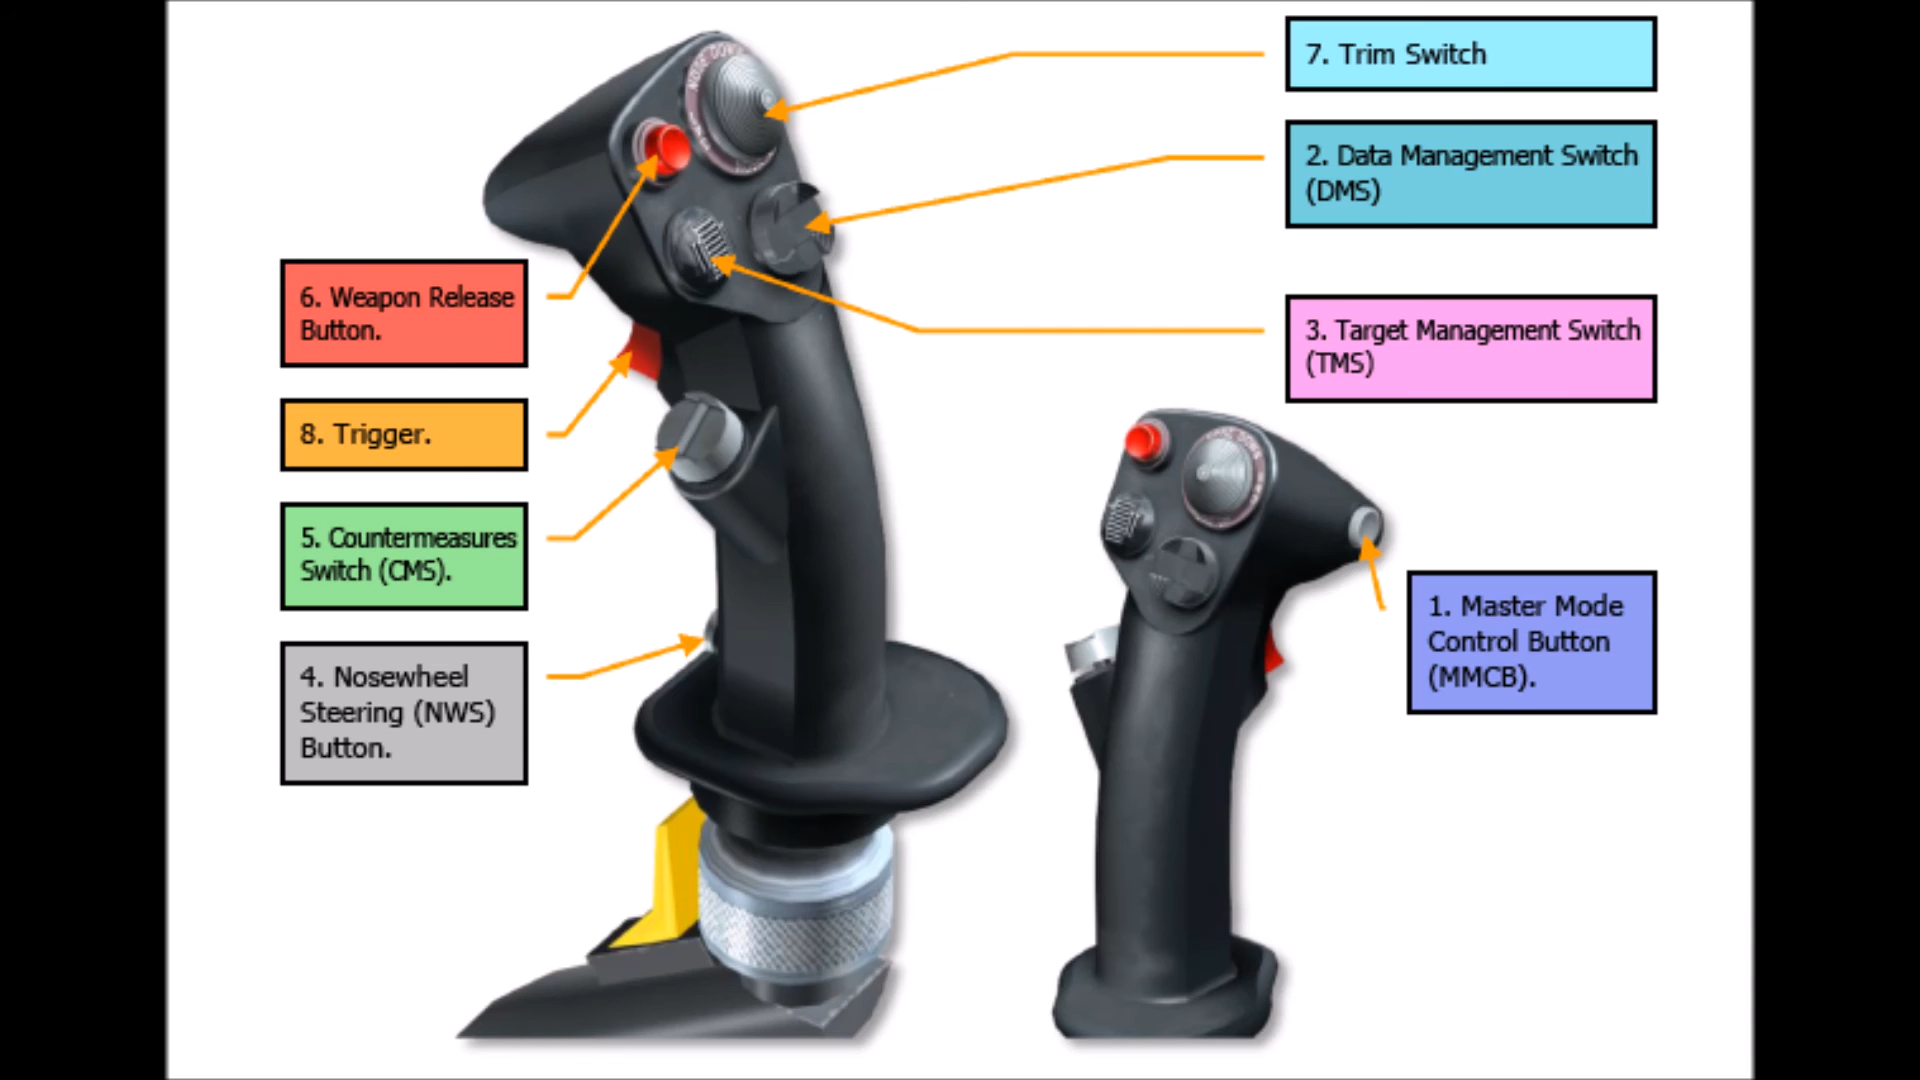 7. Trim Switch
2. Data Management Switch
(DMS)
6. Weapon Release
Button.
3. Target Management Switch
(TMS)
8. Trigger.
5. Countermeasures
Switch (CMS).
1. Master Mode
Control Button
(MMCB).
4. Nosewheel
Steering (NWS)
Button.